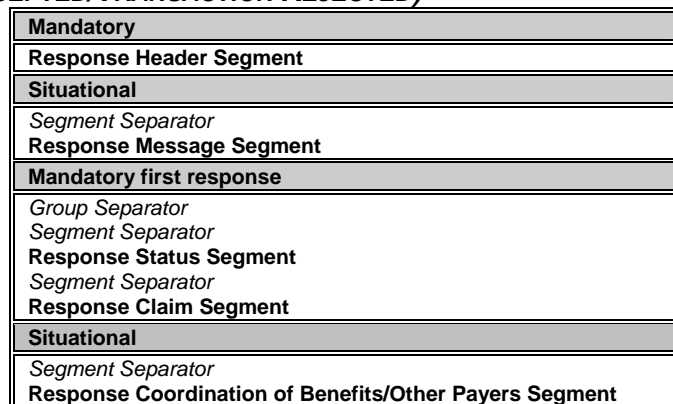 Mandatory
Response Header Segment
Situational
Segment Separator
Response Message Segment
Mandatory first response
Group Separator
Segment Separator
Response Status Segment
Segment Separator
Response Claim Segment
Situational
Segment Separator
Response Coordination of Benefits/Other Payers Segment